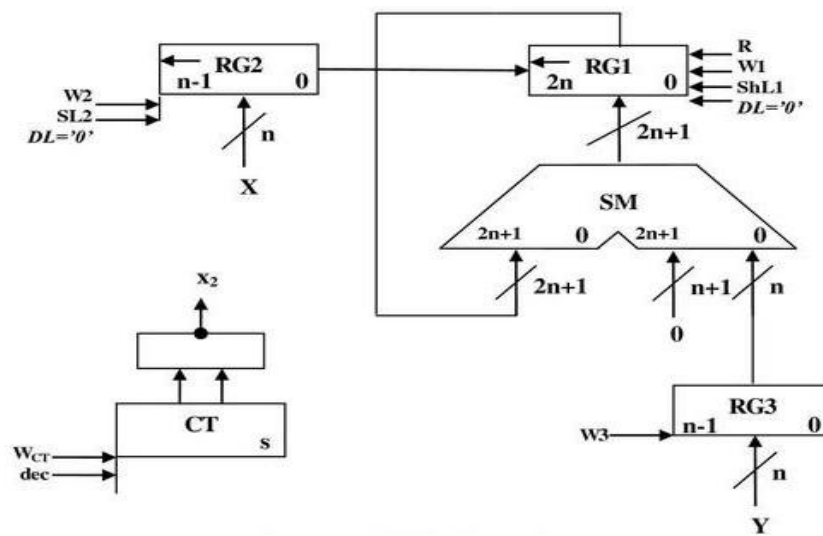 RG2
n-1 0
W2
SL2
DL='0'
n
X
RG1
2n 0
R
W1
ShL1
DL='0'
2n+1
SM
2n+1 0 2n+1 0
2n+1
n+1
n
0
x₂
CT
s
W_CT
dec
RG3
n-1 0
W3
n
Y